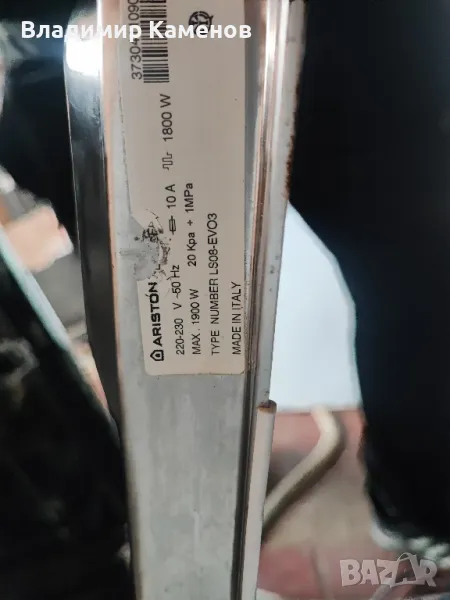 Владимир Каменов
ARISTON
220-230 V ~50 Hz 10 A 1800 W
MAX. 1900 W 20 Kpa ÷ 1MPa
TYPE NUMBER LS08-EVO3
MADE IN ITALY
BAZAR